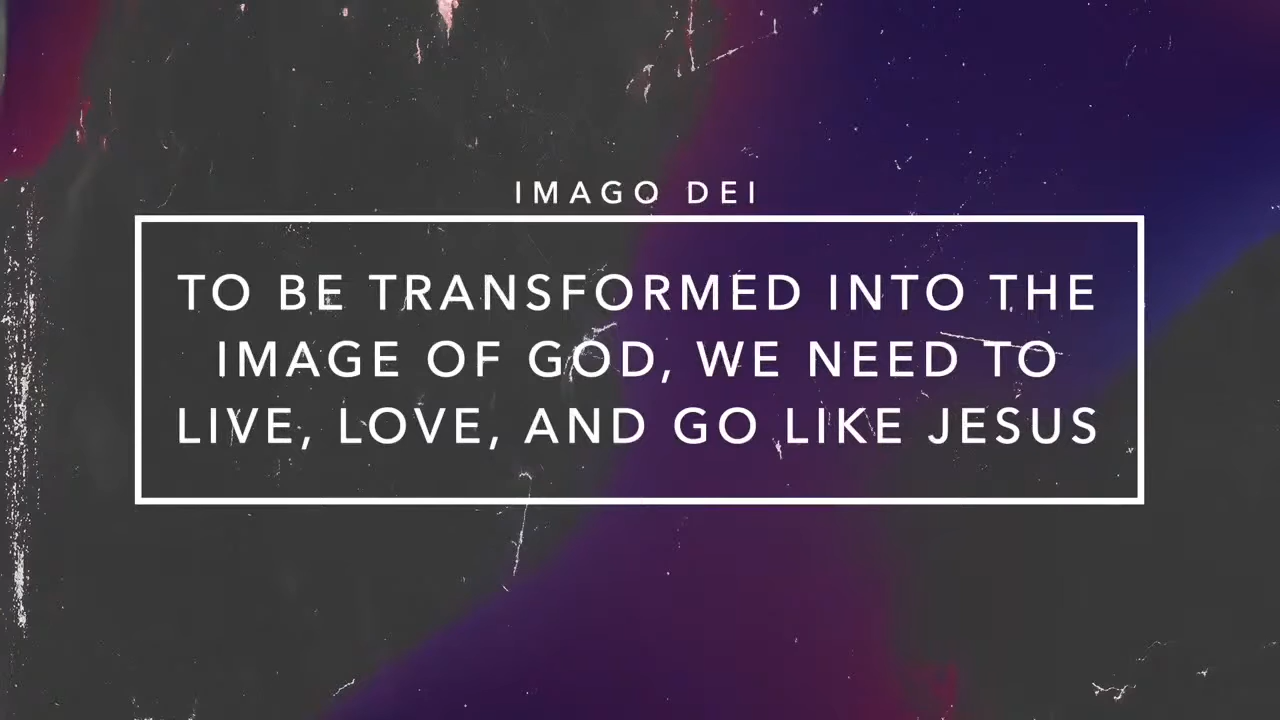 IMAGO DEI
TO BE TRANSFORMED INTO THE
IMAGE OF GOD, WE NEED TO
LIVE, LOVE, AND GO LIKE JESUS